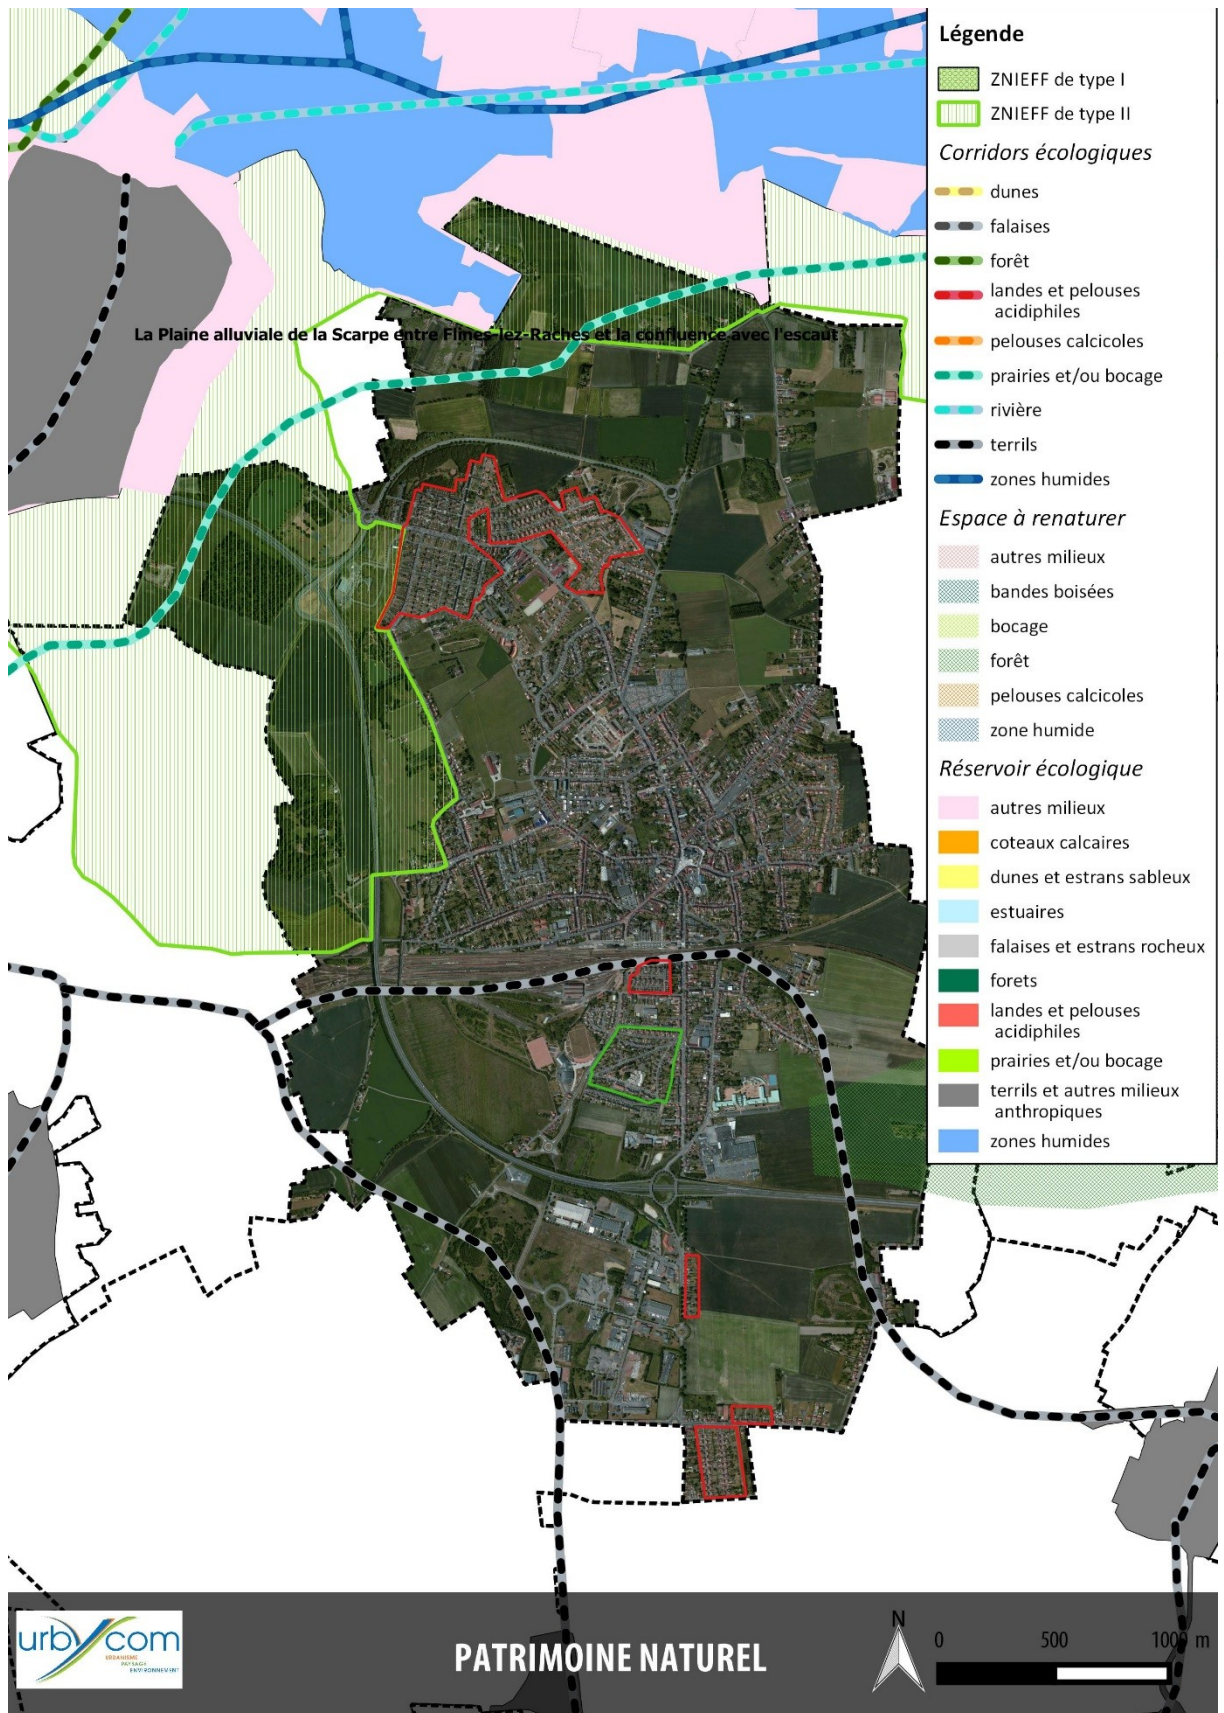 Légende
ZNIEFF de type I
ZNIEFF de type II
Corridors écologiques
dunes
falaises
forêt
landes et pelouses
acidiphiles
pelouses calcicoles
prairies et/ou bocage
rivière
terrils
zones humides
Espace à renaturer
autres milieux
bandes boisées
bocage
forêt
pelouses calcicoles
zone humide
Réservoir écologique
autres milieux
coteaux calcaires
dunes et estrans sableux
estuaires
falaises et estrans rocheux
forets
landes et pelouses
acidiphiles
prairies et/ou bocage
terrils et autres milieux
anthropiques
zones humides
La Plaine alluviale de la Scarpe entre Flines-lez-Raches et la confluence avec l'escaut
urbycom
URBANISME
PAYSAGE
ENVIRONNEMENT
PATRIMOINE NATUREL
N
0 500 1000 m